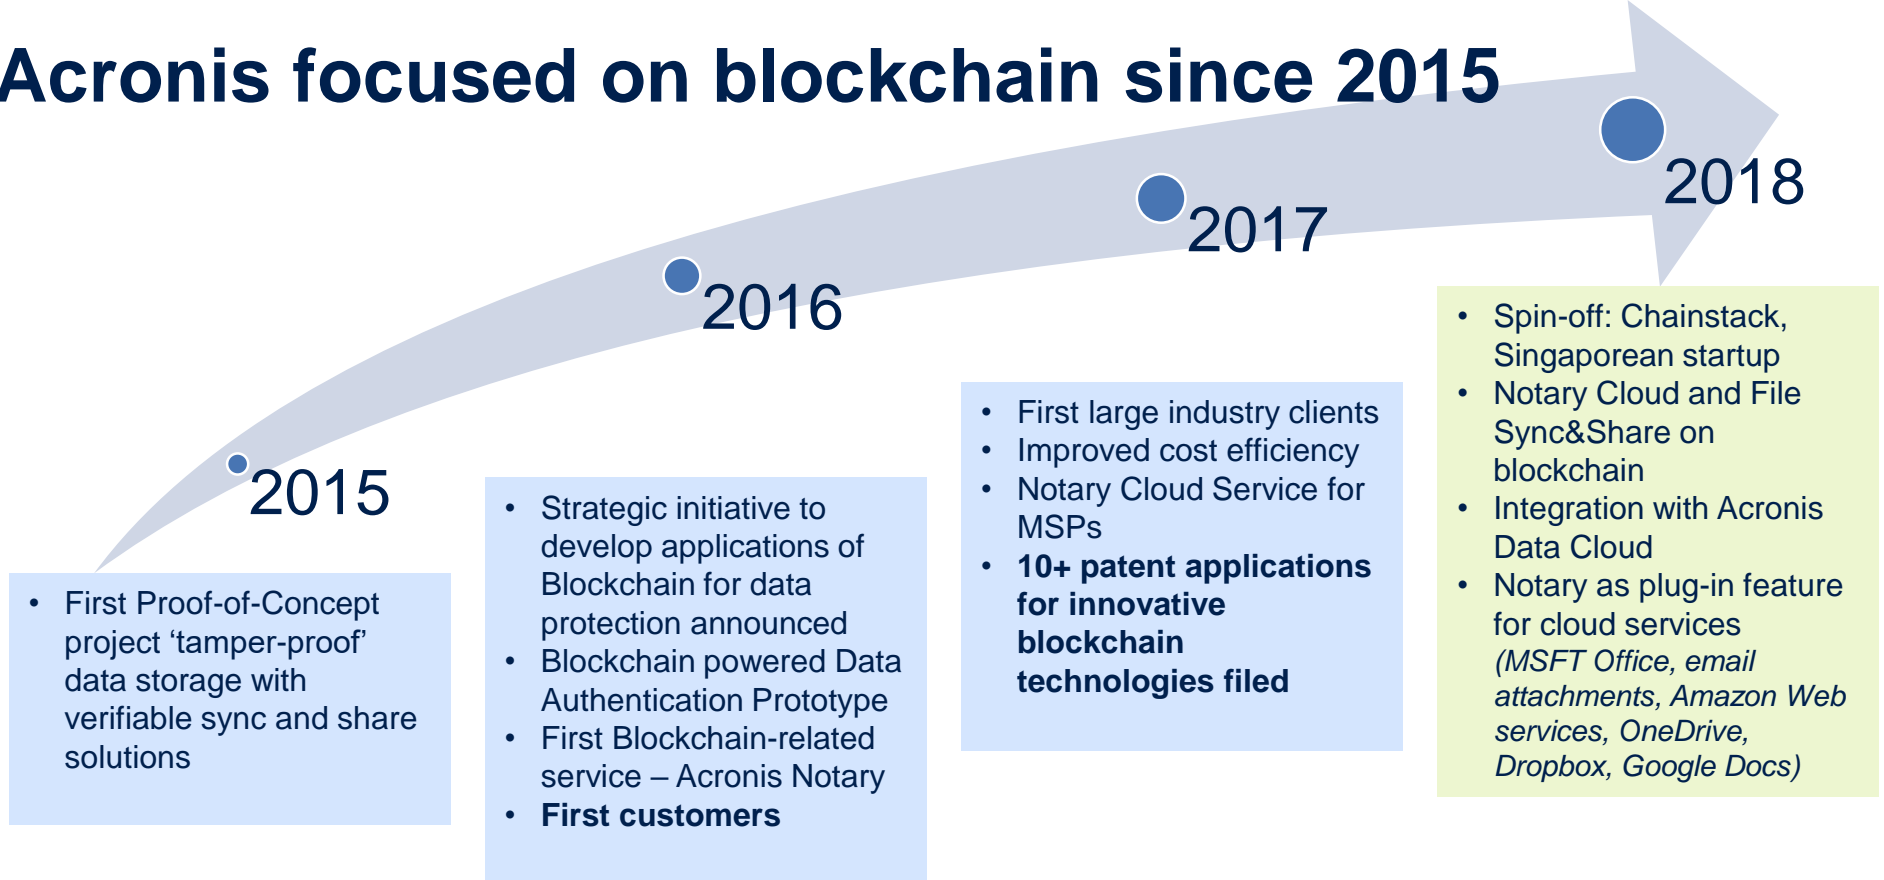 Acronis focused on blockchain since 2015
2015
• First Proof-of-Concept
project ‘tamper-proof’
data storage with
verifiable sync and share
solutions
2016
• Strategic initiative to
develop applications of
Blockchain for data
protection announced
• Blockchain powered Data
Authentication Prototype
• First Blockchain-related
service – Acronis Notary
• First customers
2017
• First large industry clients
• Improved cost efficiency
• Notary Cloud Service for
MSPs
• 10+ patent applications
for innovative
blockchain
technologies filed
2018
• Spin-off: Chainstack,
Singaporean startup
• Notary Cloud and File
Sync&Share on
blockchain
• Integration with Acronis
Data Cloud
• Notary as plug-in feature
for cloud services
(MSFT Office, email
attachments, Amazon Web
services, OneDrive,
Dropbox, Google Docs)